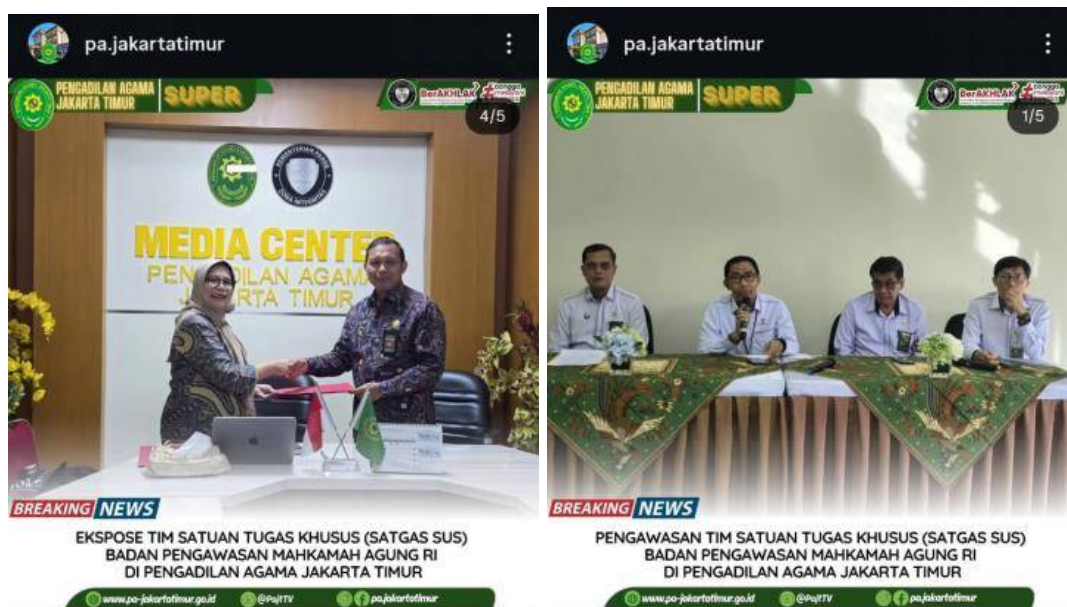 pa.jakartatimur
PENGADILAN AGAMA
JAKARTA TIMUR
SUPER
BerAKHLAK
#bangga
melayani
4/5
MEDIA CENTER
PENGADILAN AGAMA
JAKARTA TIMUR
BREAKING NEWS
EKSPOSE TIM SATUAN TUGAS KHUSUS (SATGAS SUS)
BADAN PENGAWASAN MAHKAMAH AGUNG RI
DI PENGADILAN AGAMA JAKARTA TIMUR
www.pa-jakartatimur.go.id
@PajtTV
pa.jakartatimur
pa.jakartatimur
PENGADILAN AGAMA
JAKARTA TIMUR
SUPER
BerAKHLAK
#bangga
melayani
1/5
BREAKING NEWS
PENGAWASAN TIM SATUAN TUGAS KHUSUS (SATGAS SUS)
BADAN PENGAWASAN MAHKAMAH AGUNG RI
DI PENGADILAN AGAMA JAKARTA TIMUR
www.pa-jakartatimur.go.id
@PajtTV
pa.jakartatimur